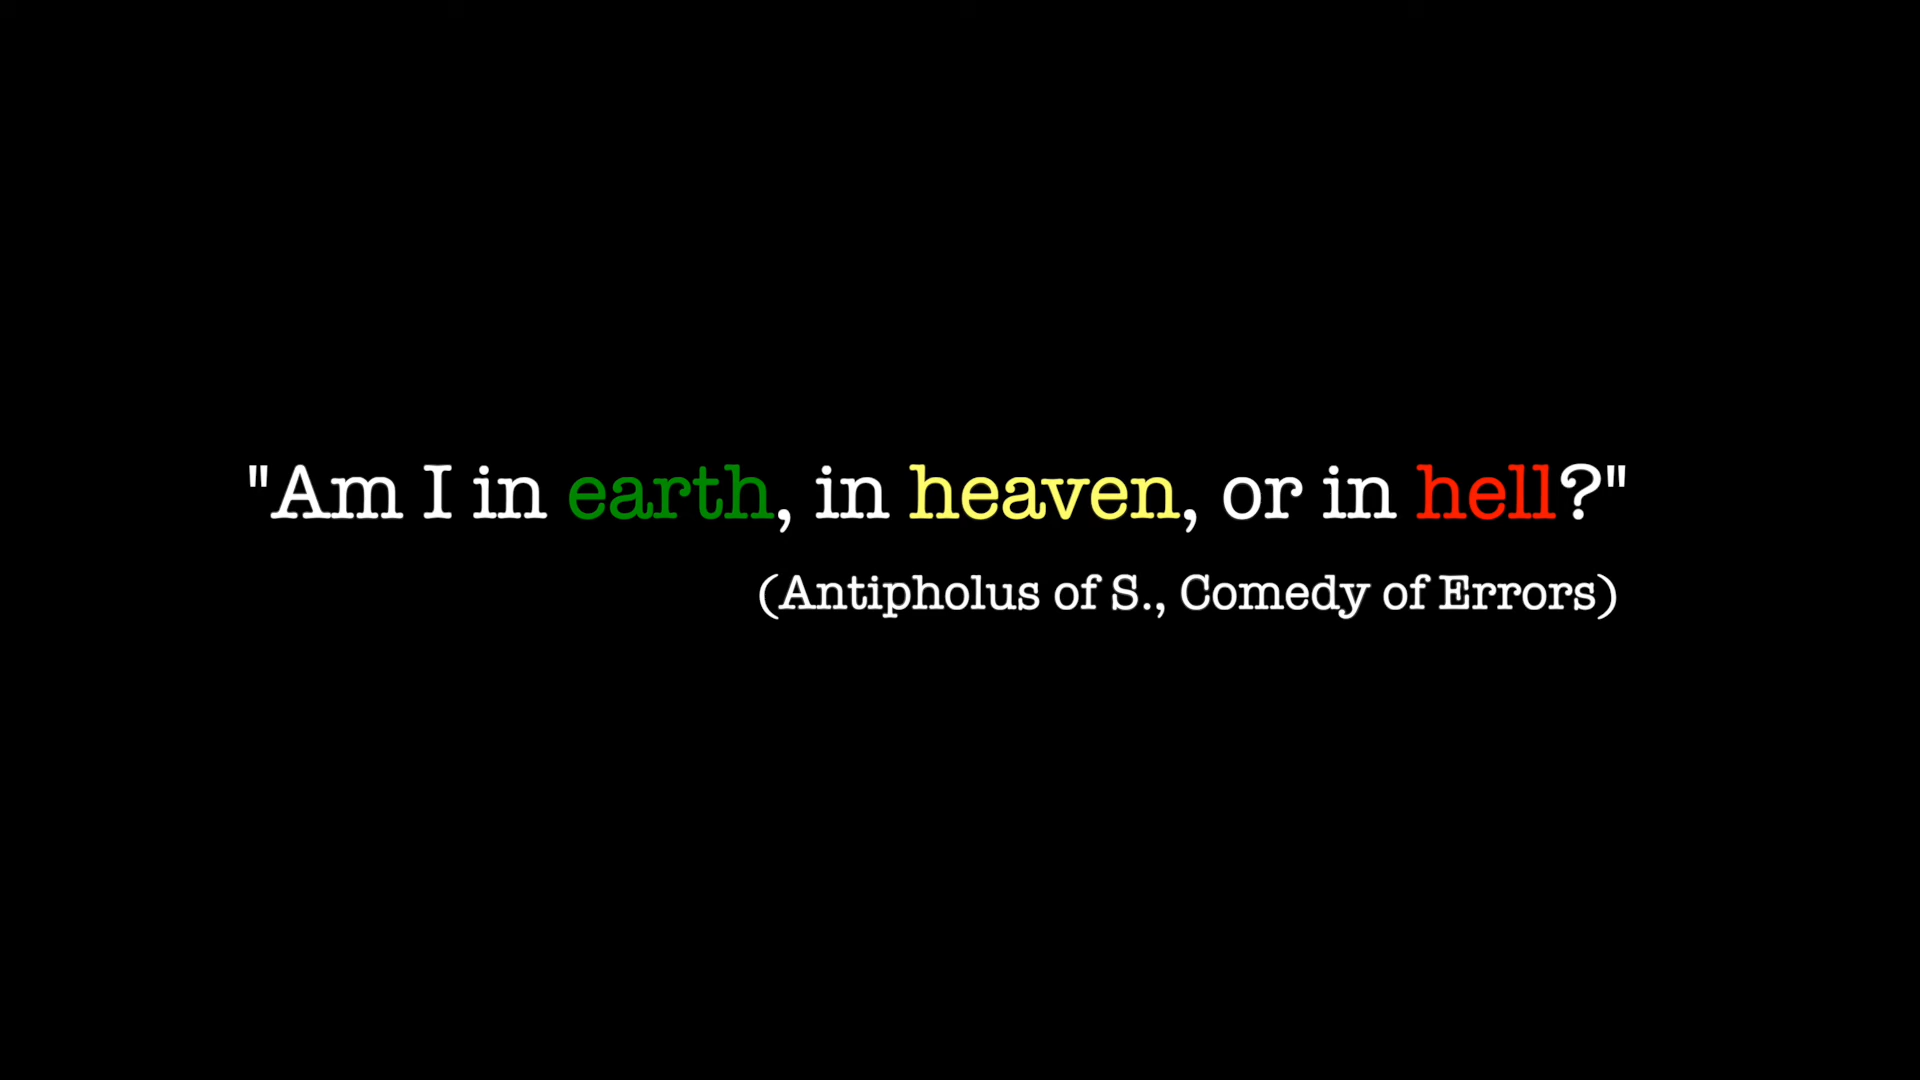 "Am I in earth, in heaven, or in hell?"
(Antipholus of S., Comedy of Errors)